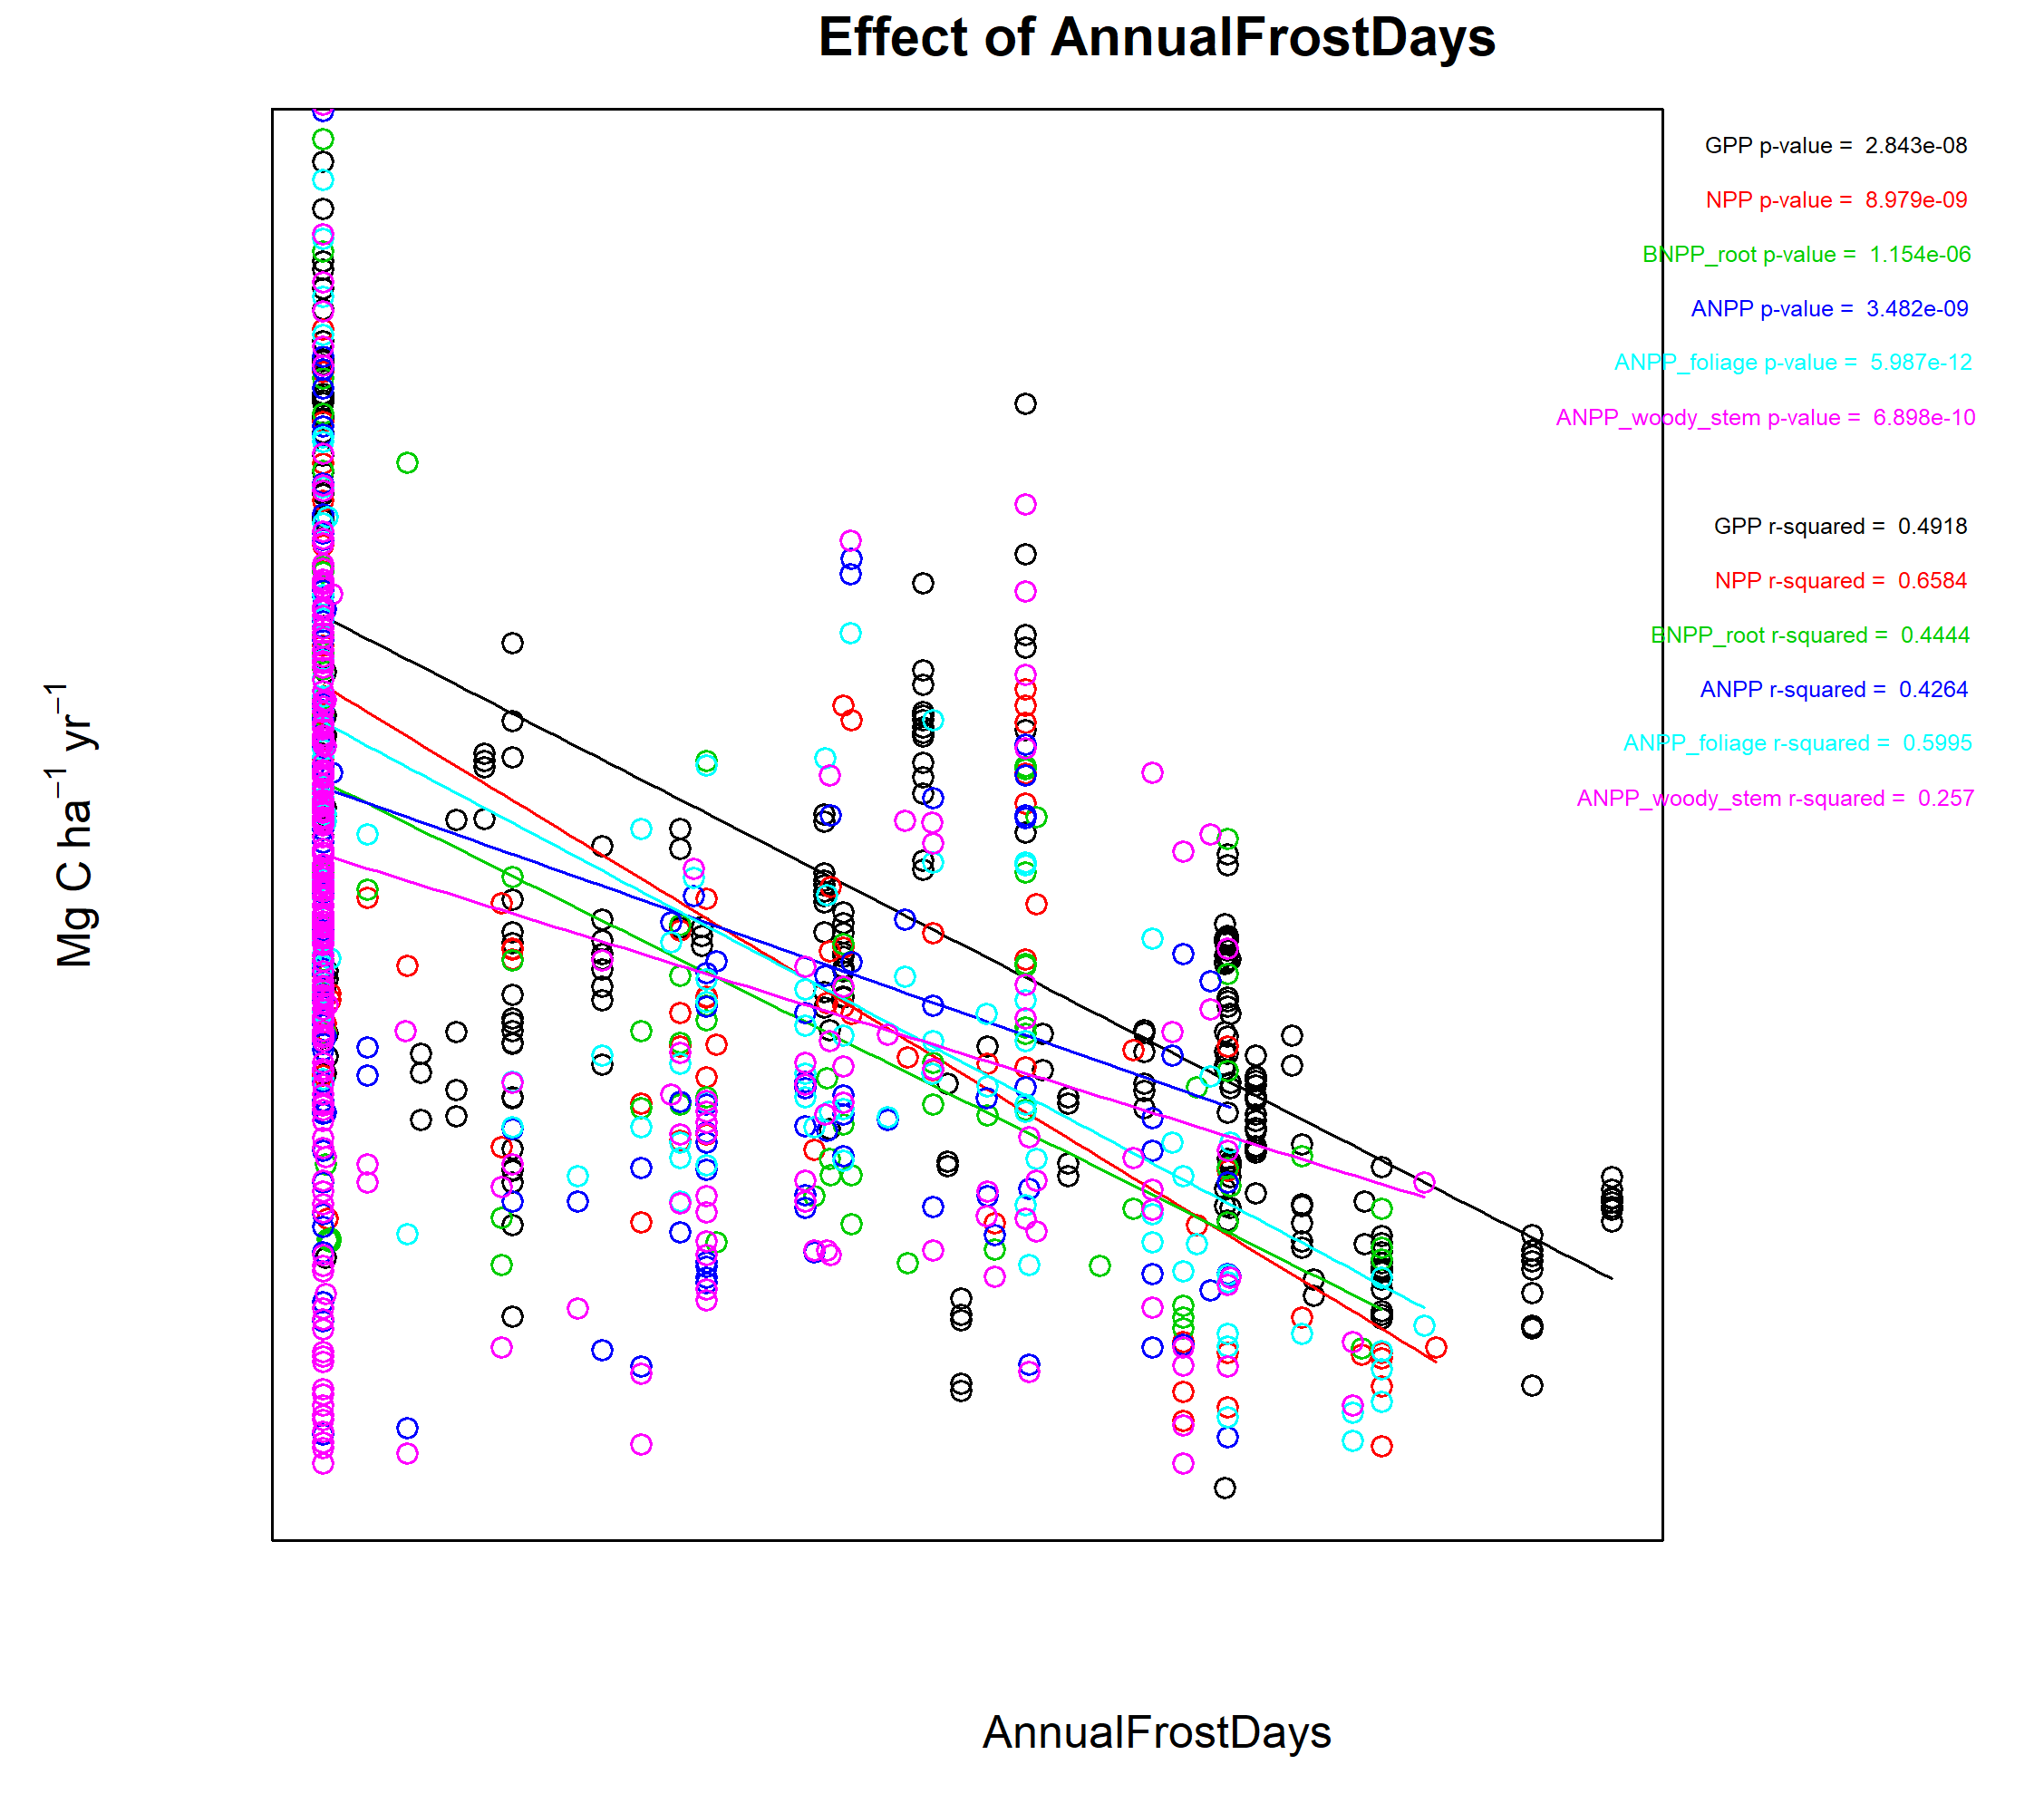 Effect of AnnualFrostDays
GPP p-value = 2.843e-08
NPP p-value = 8.979e-09
BNPP_root p-value = 1.154e-06
ANPP p-value = 3.482e-09
ANPP_foliage p-value = 5.987e-12
ANPP_woody_stem p-value = 6.898e-10
GPP r-squared = 0.4918
NPP r-squared = 0.6584
BNPP_root r-squared = 0.4444
ANPP r-squared = 0.4264
ANPP_foliage r-squared = 0.5995
ANPP_woody_stem r-squared = 0.257
Mg C ha⁻¹ yr⁻¹
AnnualFrostDays